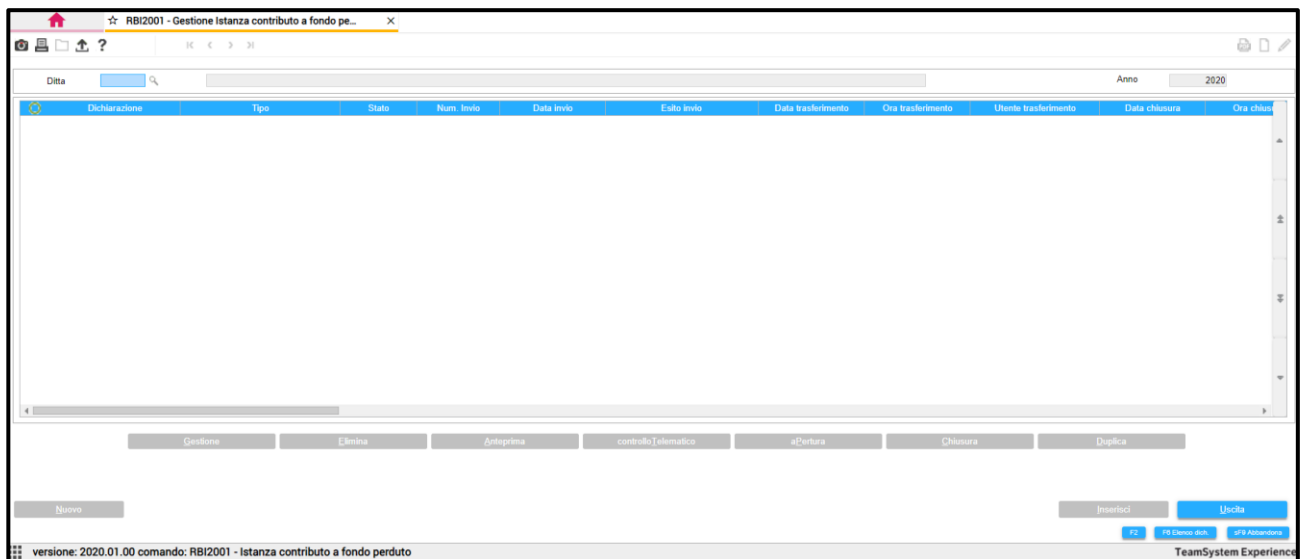 ☆ RBI2001 - Gestione Istanza contributo a fondo pe... ×
?
Ditta Anno 2020
Dichiarazione Tipo Stato Num. Invio Data invio Esito invio Data trasferimento Ora trasferimento Utente trasferimento Data chiusura Ora chius
Gestione Elimina Anteprima controlloTelematico aPertura Chiusura Duplica
Nuovo Inserisci Uscita
F2 F6 Elenco dich. sF9 Abbandona
versione: 2020.01.00 comando: RBI2001 - Istanza contributo a fondo perduto TeamSystem Experience